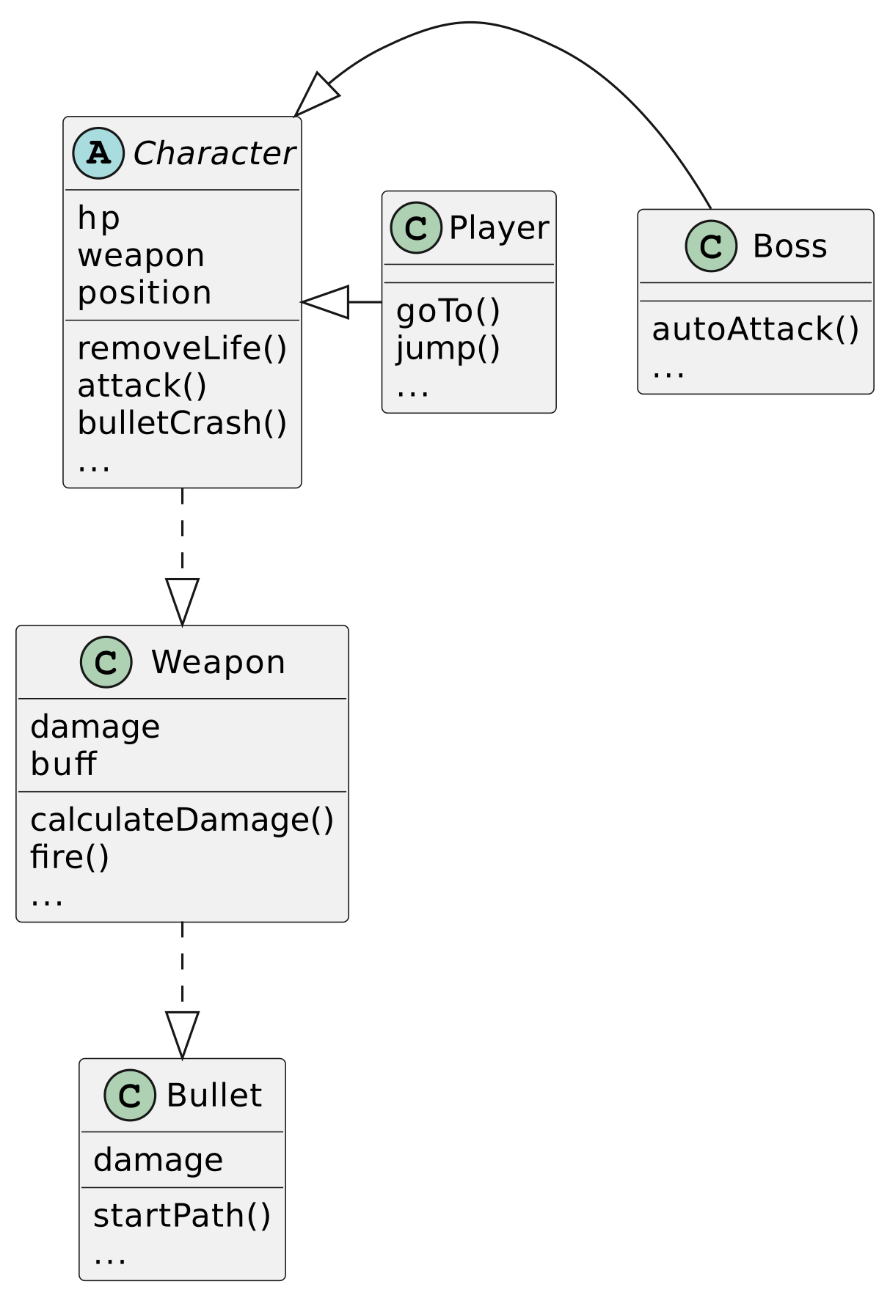 A Character
hp
weapon
position
removeLife()
attack()
bulletCrash()
...
C Player
goTo()
jump()
...
C Boss
autoAttack()
...
C Weapon
damage
buff
calculateDamage()
fire()
...
C Bullet
damage
startPath()
...